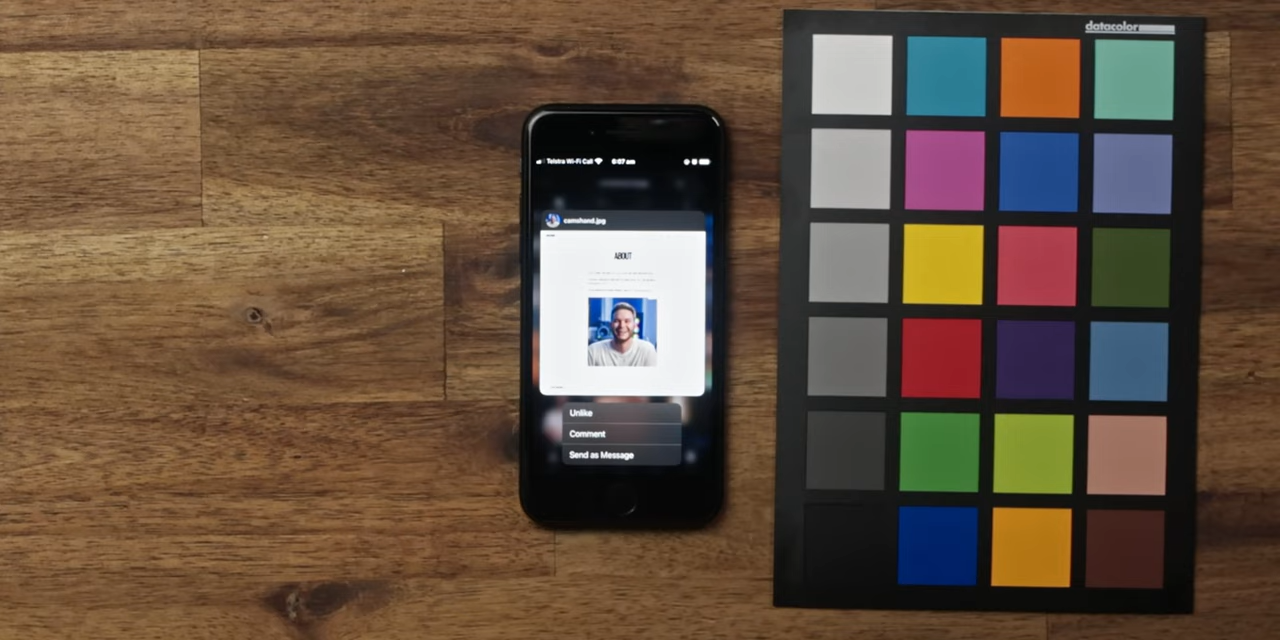 datacolor
Telstra Wi-Fi Call
camshand.jpg
ABOUT
Unlike
Comment
Send as Message